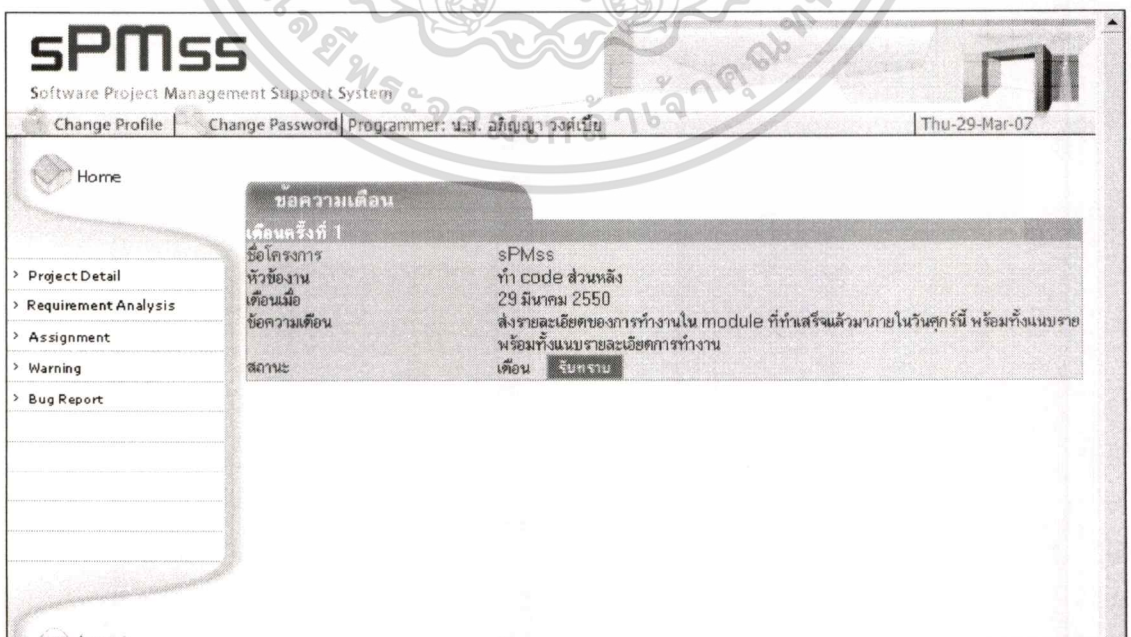 sPMss
Software Project Management Support System
Change Profile
Change Password
Programmer: น.ส. อภิญญา วงค์เบี้ย
Thu-29-Mar-07
Home
Project Detail
Requirement Analysis
Assignment
Warning
Bug Report
ข้อความเตือน
เตือนครั้งที่ 1
ชื่อโครงการ sPMss
หัวข้องาน ทำ code ส่วนหลัง
เตือนเมื่อ 29 มีนาคม 2550
ข้อความเตือน ส่งรายละเอียดของการทำงานใน module ที่ทำเสร็จแล้วมาภายในวันศุกร์นี้ พร้อมทั้งแนบราย
พร้อมทั้งแนบรายละเอียดการทำงาน
สถานะ เตือน รับทราบ